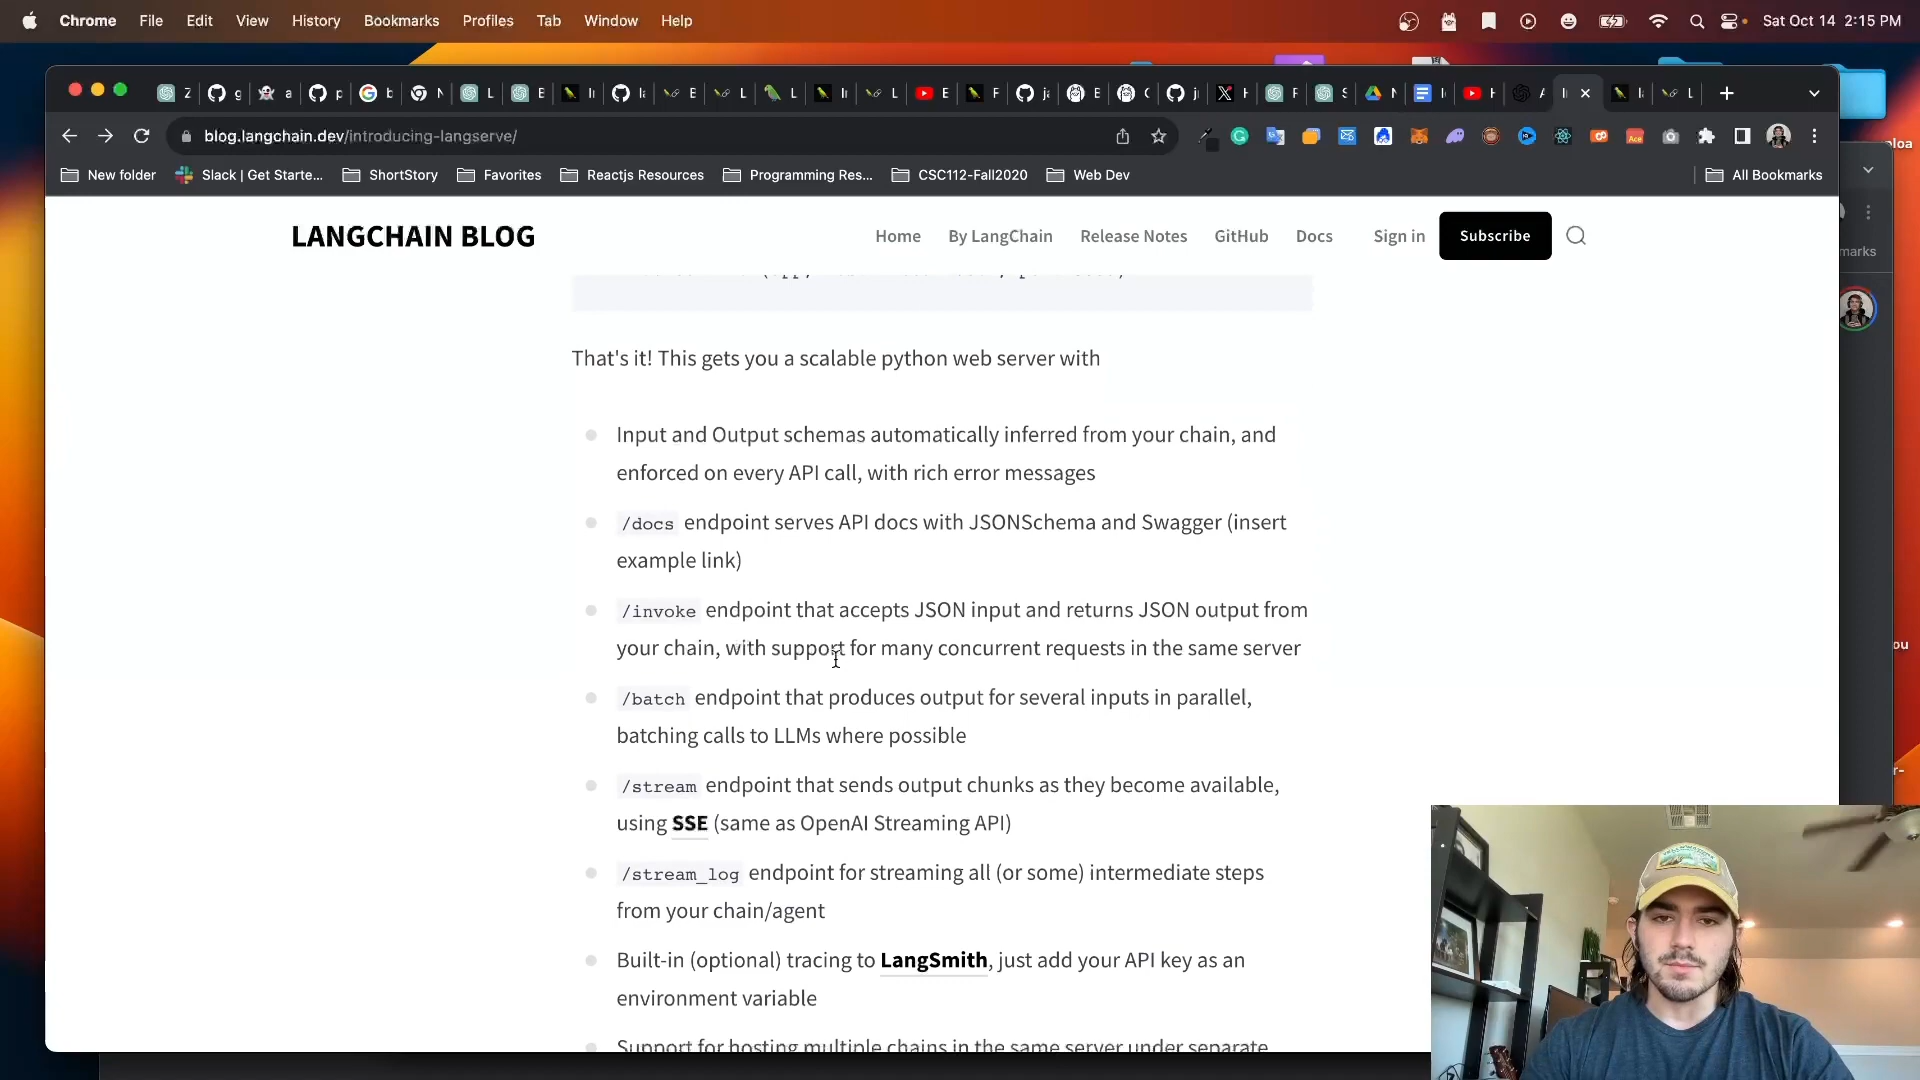 Chrome File Edit View History Bookmarks Profiles Tab Window Help Sat Oct 14 2:15 PM
blog.langchain.dev/introducing-langserve/
New folder Slack | Get Starte... ShortStory Favorites Reactjs Resources Programming Res... CSC112-Fall2020 Web Dev All Bookmarks
LANGCHAIN BLOG Home By LangChain Release Notes GitHub Docs Sign in Subscribe
That's it! This gets you a scalable python web server with
Input and Output schemas automatically inferred from your chain, and
enforced on every API call, with rich error messages
/docs endpoint serves API docs with JSONSchema and Swagger (insert
example link)
/invoke endpoint that accepts JSON input and returns JSON output from
your chain, with support for many concurrent requests in the same server
/batch endpoint that produces output for several inputs in parallel,
batching calls to LLMs where possible
/stream endpoint that sends output chunks as they become available,
using SSE (same as OpenAI Streaming API)
/stream_log endpoint for streaming all (or some) intermediate steps
from your chain/agent
Built-in (optional) tracing to LangSmith, just add your API key as an
environment variable
Support for hosting multiple chains in the same server under separate